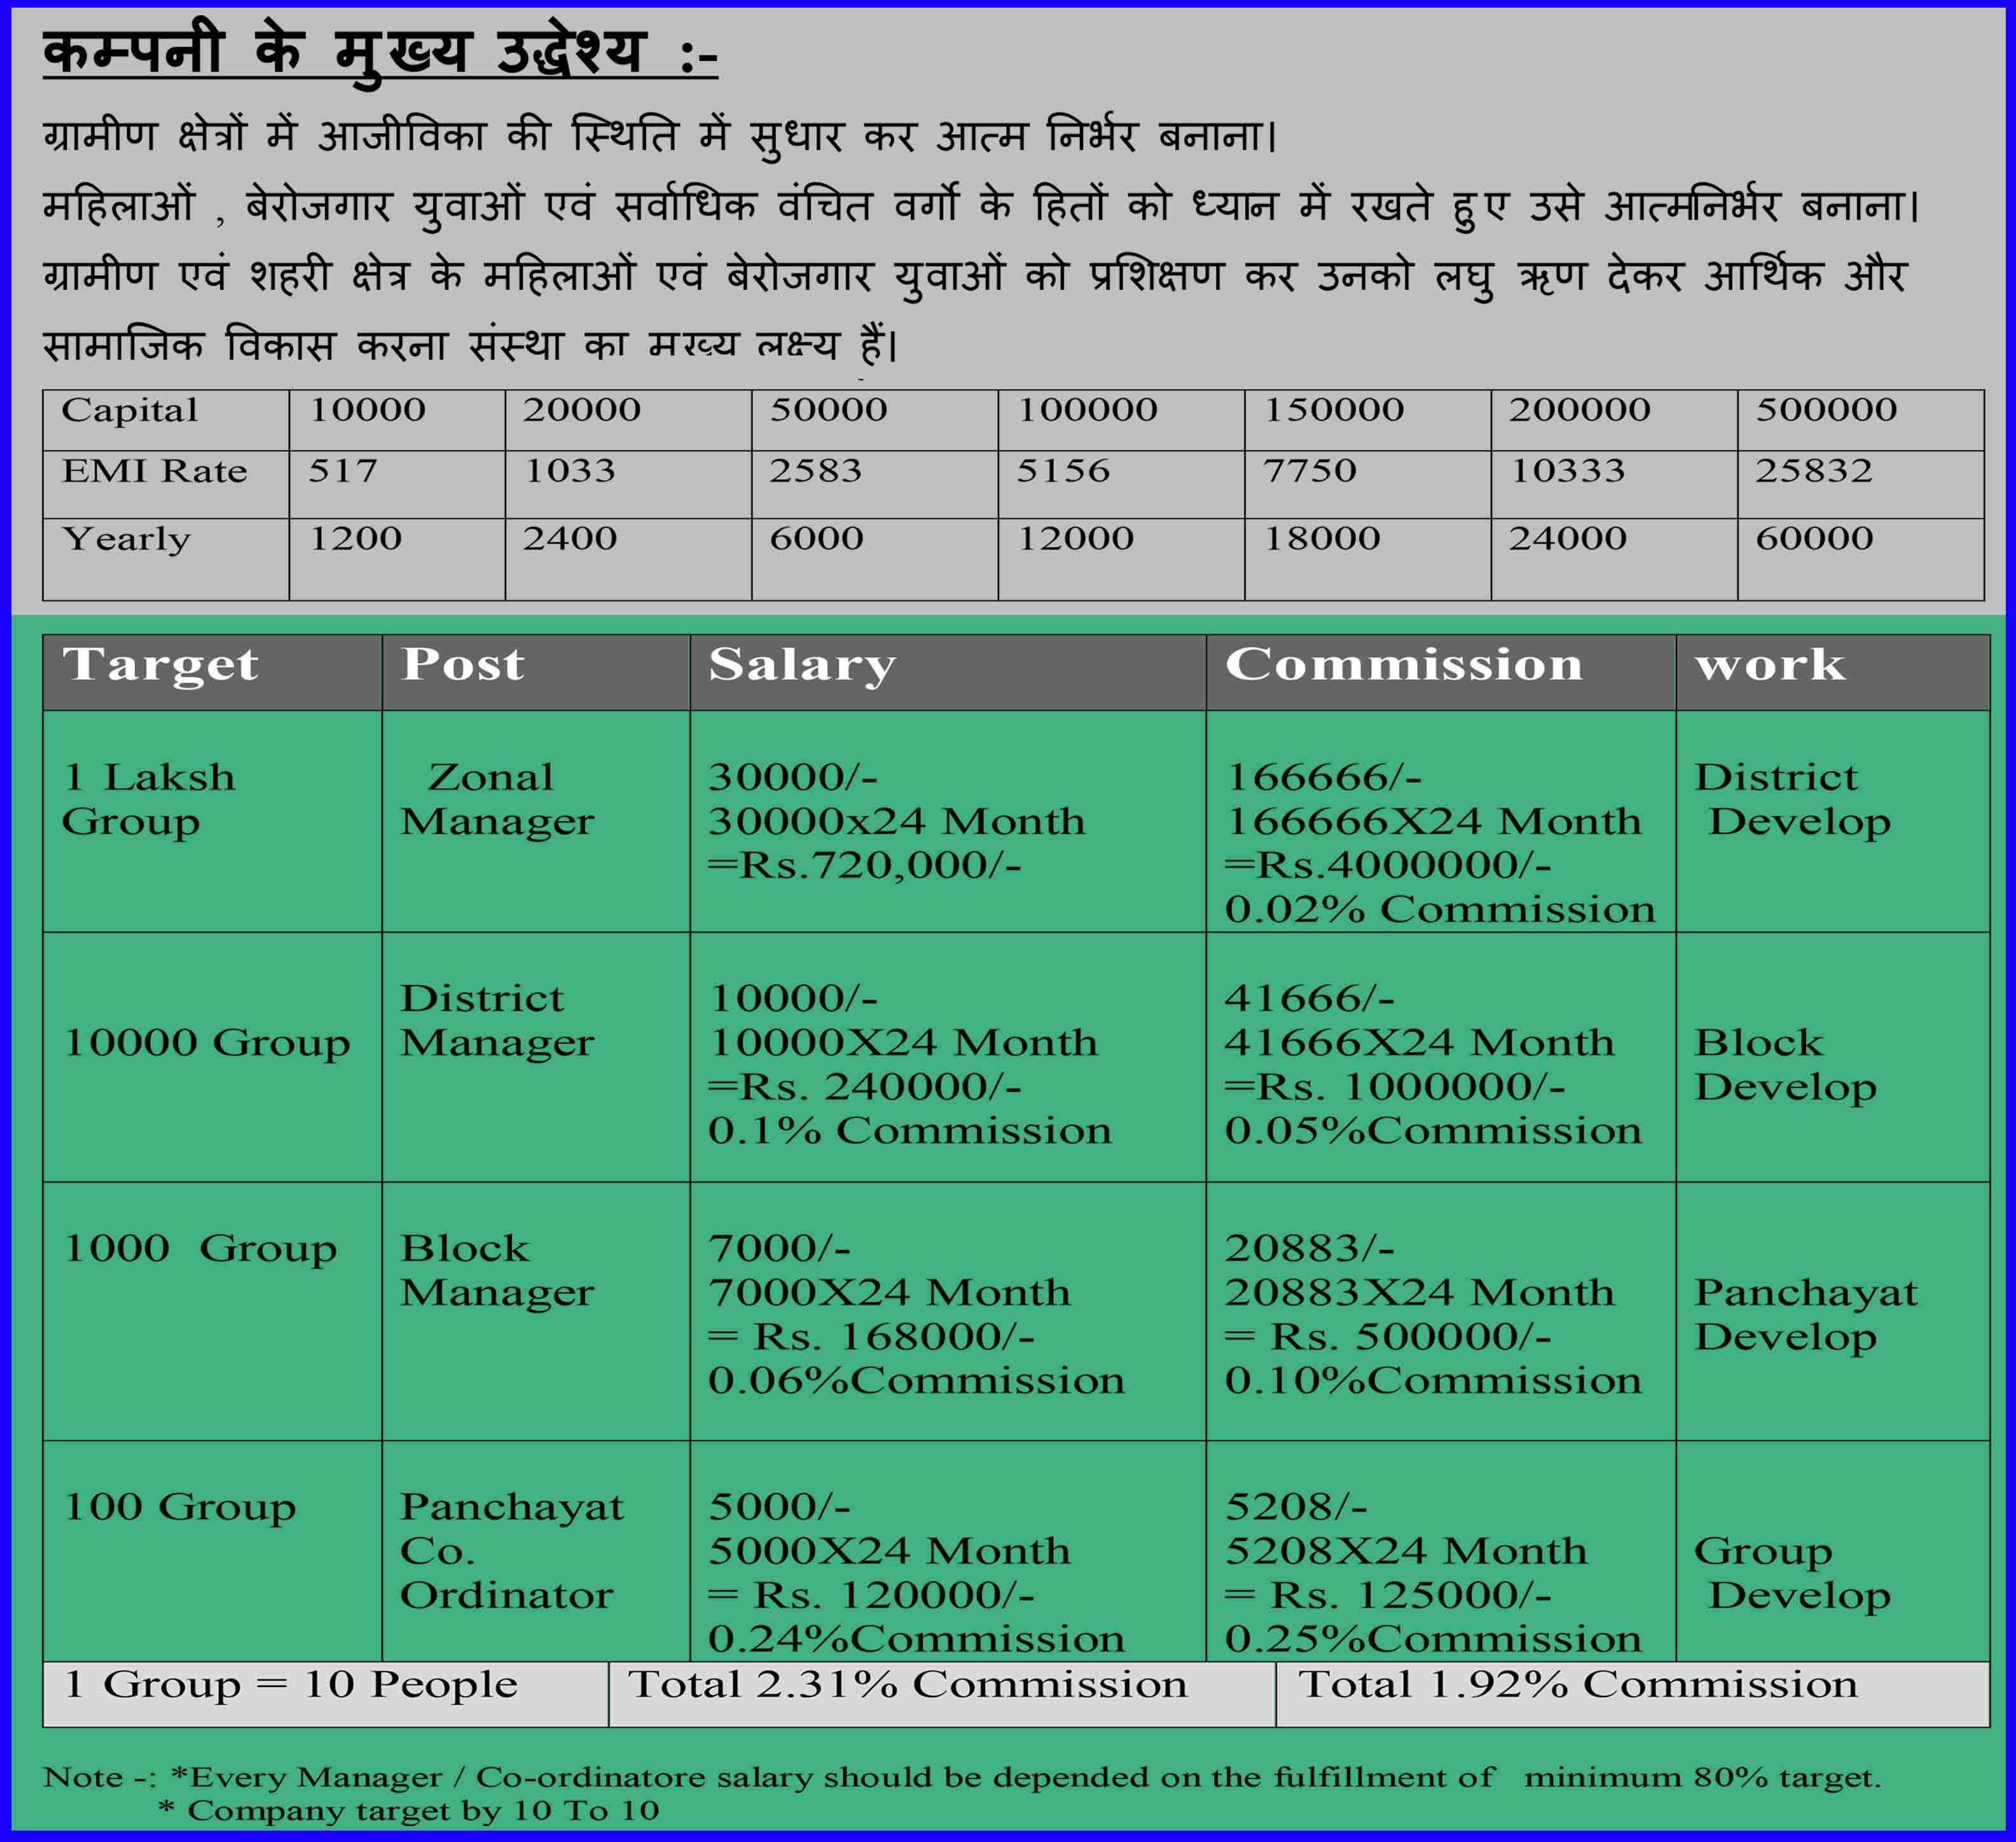 कम्पनी के मुख्य उद्धेश्य :-
ग्रामीण क्षेत्रों में आजीविका की स्थिति में सुधार कर आत्म निर्भर बनाना।
महिलाओं , बेरोजगार युवाओं एवं सर्वाधिक वंचित वर्गो के हितों को ध्यान में रखते हुए उसे आत्मनिर्भर बनाना।
ग्रामीण एवं शहरी क्षेत्र के महिलाओं एवं बेरोजगार युवाओं को प्रशिक्षण कर उनको लघु ऋण देकर आर्थिक और
सामाजिक विकास करना संस्था का मुख्य लक्ष्य हैं।
Capital 10000 20000 50000 100000 150000 200000 500000
EMI Rate 517 1033 2583 5156 7750 10333 25832
Yearly 1200 2400 6000 12000 18000 24000 60000
Target Post Salary Commission work
1 Laksh Zonal 30000/- 166666/- District
Group Manager 30000x24 Month 166666X24 Month Develop
=Rs.720,000/- =Rs.4000000/-
0.02% Commission
District 10000/- 41666/-
10000 Group Manager 10000X24 Month 41666X24 Month Block
=Rs. 240000/- =Rs. 1000000/- Develop
0.1% Commission 0.05%Commission
1000 Group Block 7000/- 20883/-
Manager 7000X24 Month 20883X24 Month Panchayat
= Rs. 168000/- = Rs. 500000/- Develop
0.06%Commission 0.10%Commission
100 Group Panchayat 5000/- 5208/-
Co. 5000X24 Month 5208X24 Month Group
Ordinator = Rs. 120000/- = Rs. 125000/- Develop
0.24%Commission 0.25%Commission
1 Group = 10 People Total 2.31% Commission Total 1.92% Commission
Note -: *Every Manager / Co-ordinatore salary should be depended on the fulfillment of minimum 80% target.
* Company target by 10 To 10